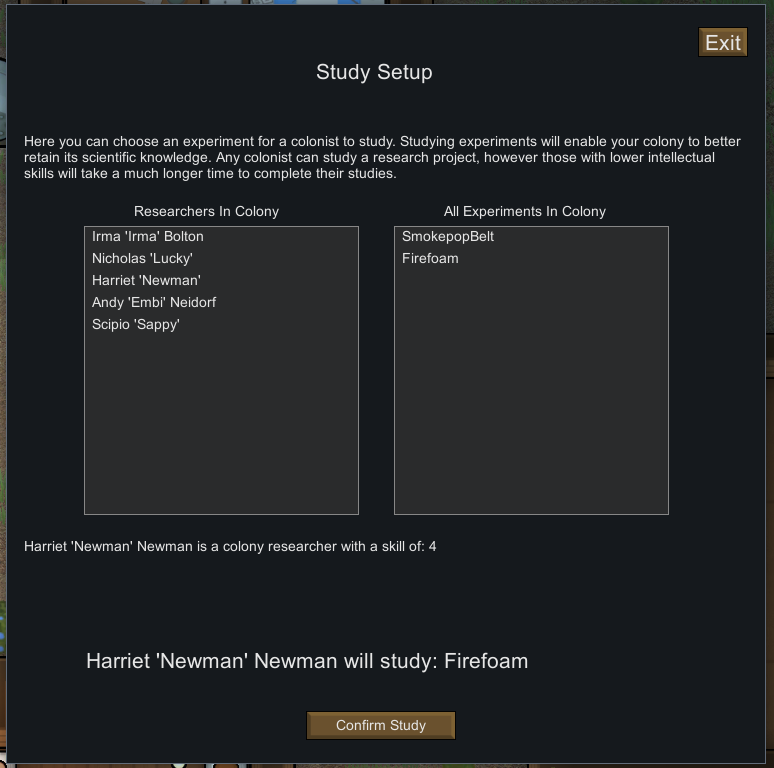 Exit
Study Setup
Here you can choose an experiment for a colonist to study. Studying experiments will enable your colony to better
retain its scientific knowledge. Any colonist can study a research project, however those with lower intellectual
skills will take a much longer time to complete their studies.
Researchers In Colony
Irma 'Irma' Bolton
Nicholas 'Lucky'
Harriet 'Newman'
Andy 'Embi' Neidorf
Scipio 'Sappy'
All Experiments In Colony
SmokepopBelt
Firefoam
Harriet 'Newman' Newman is a colony researcher with a skill of: 4
Harriet 'Newman' Newman will study: Firefoam
Confirm Study